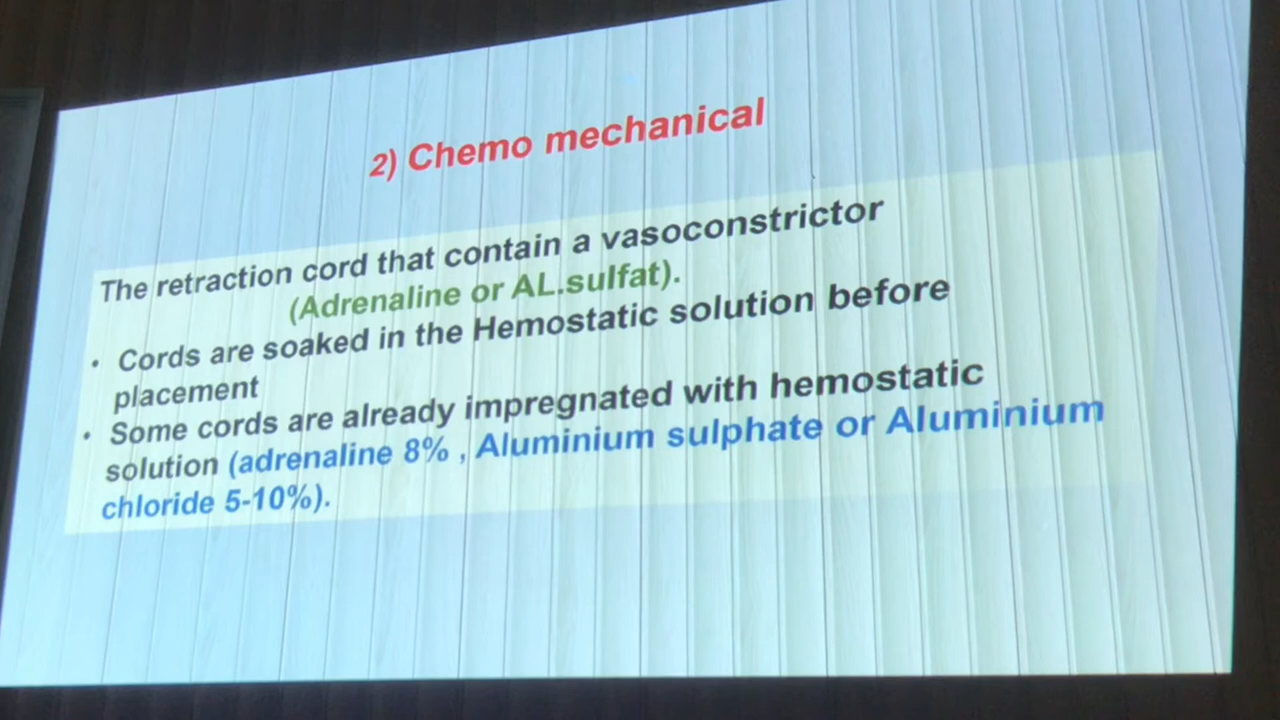 2) Chemo mechanical
The retraction cord that contain a vasoconstrictor
(Adrenaline or AL.sulfat).
• Cords are soaked in the Hemostatic solution before
placement
• Some cords are already impregnated with hemostatic
solution (adrenaline 8% , Aluminium sulphate or Aluminium
chloride 5-10%).